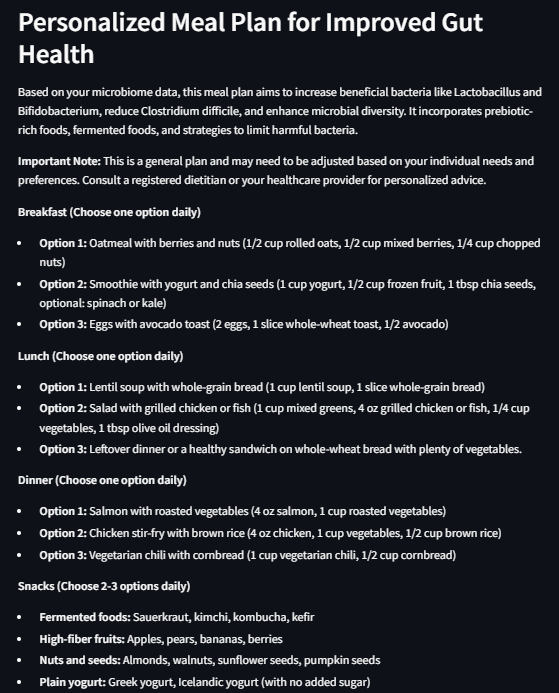 Personalized Meal Plan for Improved Gut
Health
Based on your microbiome data, this meal plan aims to increase beneficial bacteria like Lactobacillus and
Bifidobacterium, reduce Clostridium difficile, and enhance microbial diversity. It incorporates prebiotic-
rich foods, fermented foods, and strategies to limit harmful bacteria.
Important Note: This is a general plan and may need to be adjusted based on your individual needs and
preferences. Consult a registered dietitian or your healthcare provider for personalized advice.
Breakfast (Choose one option daily)
• Option 1: Oatmeal with berries and nuts (1/2 cup rolled oats, 1/2 cup mixed berries, 1/4 cup chopped
nuts)
• Option 2: Smoothie with yogurt and chia seeds (1 cup yogurt, 1/2 cup frozen fruit, 1 tbsp chia seeds,
optional: spinach or kale)
• Option 3: Eggs with avocado toast (2 eggs, 1 slice whole-wheat toast, 1/2 avocado)
Lunch (Choose one option daily)
• Option 1: Lentil soup with whole-grain bread (1 cup lentil soup, 1 slice whole-grain bread)
• Option 2: Salad with grilled chicken or fish (1 cup mixed greens, 4 oz grilled chicken or fish, 1/4 cup
vegetables, 1 tbsp olive oil dressing)
• Option 3: Leftover dinner or a healthy sandwich on whole-wheat bread with plenty of vegetables.
Dinner (Choose one option daily)
• Option 1: Salmon with roasted vegetables (4 oz salmon, 1 cup roasted vegetables)
• Option 2: Chicken stir-fry with brown rice (4 oz chicken, 1 cup vegetables, 1/2 cup brown rice)
• Option 3: Vegetarian chili with cornbread (1 cup vegetarian chili, 1/2 cup cornbread)
Snacks (Choose 2-3 options daily)
• Fermented foods: Sauerkraut, kimchi, kombucha, kefir
• High-fiber fruits: Apples, pears, bananas, berries
• Nuts and seeds: Almonds, walnuts, sunflower seeds, pumpkin seeds
• Plain yogurt: Greek yogurt, Icelandic yogurt (with no added sugar)